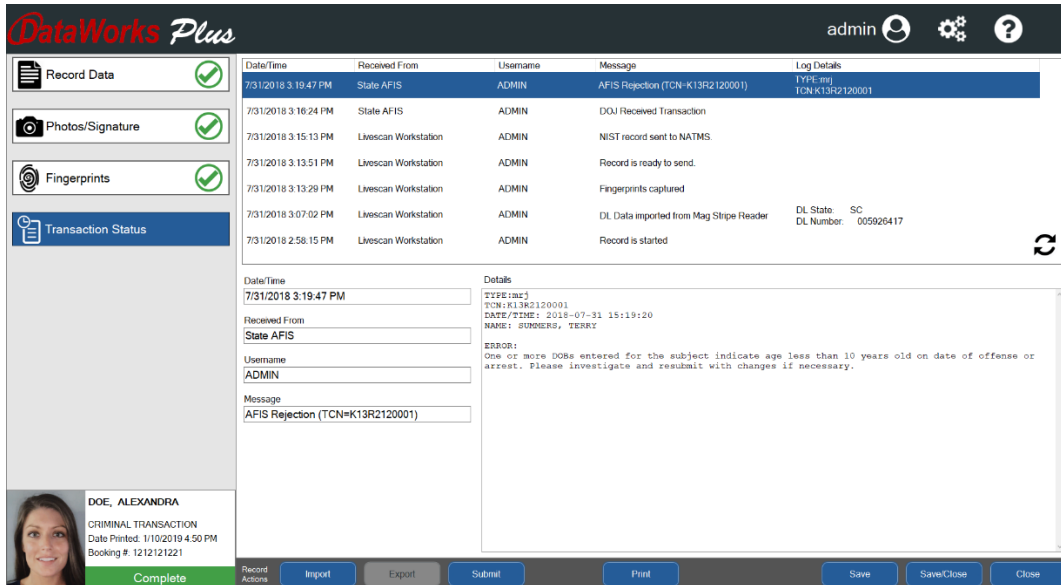 DataWorks Plus
admin
?
Record Data
Photos/Signature
Fingerprints
Transaction Status
Date/Time Received From Username Message Log Details
7/31/2018 3:19:47 PM State AFIS ADMIN AFIS Rejection (TCN=K13R2120001) TYPE:mrj
TCN:K13R2120001
7/31/2018 3:16:24 PM State AFIS ADMIN DOJ Received Transaction
7/31/2018 3:15:13 PM Livescan Workstation ADMIN NIST record sent to NATMS.
7/31/2018 3:13:51 PM Livescan Workstation ADMIN Record is ready to send.
7/31/2018 3:13:29 PM Livescan Workstation ADMIN Fingerprints captured
7/31/2018 3:07:02 PM Livescan Workstation ADMIN DL Data imported from Mag Stripe Reader DL State: SC
DL Number: 005926417
7/31/2018 2:58:15 PM Livescan Workstation ADMIN Record is started
Date/Time
7/31/2018 3:19:47 PM
Received From
State AFIS
Username
ADMIN
Message
AFIS Rejection (TCN=K13R2120001)
Details
TYPE:mrj
TCN:K13R2120001
DATE/TIME: 2018-07-31 15:19:20
NAME: SUMMERS, TERRY
ERROR:
One or more DOBs entered for the subject indicate age less than 10 years old on date of offense or
arrest. Please investigate and resubmit with changes if necessary.
DOE, ALEXANDRA
CRIMINAL TRANSACTION
Date Printed: 1/10/2019 4:50 PM
Booking #: 1212121221
Complete
Record
Actions
Import
Export
Submit
Print
Save
Save/Close
Close